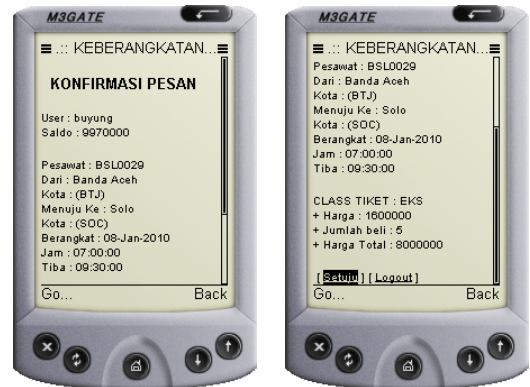 M3GATE
.:: KEBERANGKATAN...
KONFIRMASI PESAN
User : buyung
Saldo : 9970000
Pesawat : BSL0029
Dari : Banda Aceh
Kota : (BTJ)
Menuju Ke : Solo
Kota : (SOC)
Berangkat : 08-Jan-2010
Jam : 07:00:00
Tiba : 09:30:00
Go... Back
M3GATE
.:: KEBERANGKATAN...
Pesawat : BSL0029
Dari : Banda Aceh
Kota : (BTJ)
Menuju Ke : Solo
Kota : (SOC)
Berangkat : 08-Jan-2010
Jam : 07:00:00
Tiba : 09:30:00
CLASS TIKET : EKS
+ Harga : 1600000
+ Jumlah beli : 5
+ Harga Total : 8000000
[ Setuju ] [ Logout ]
Go... Back